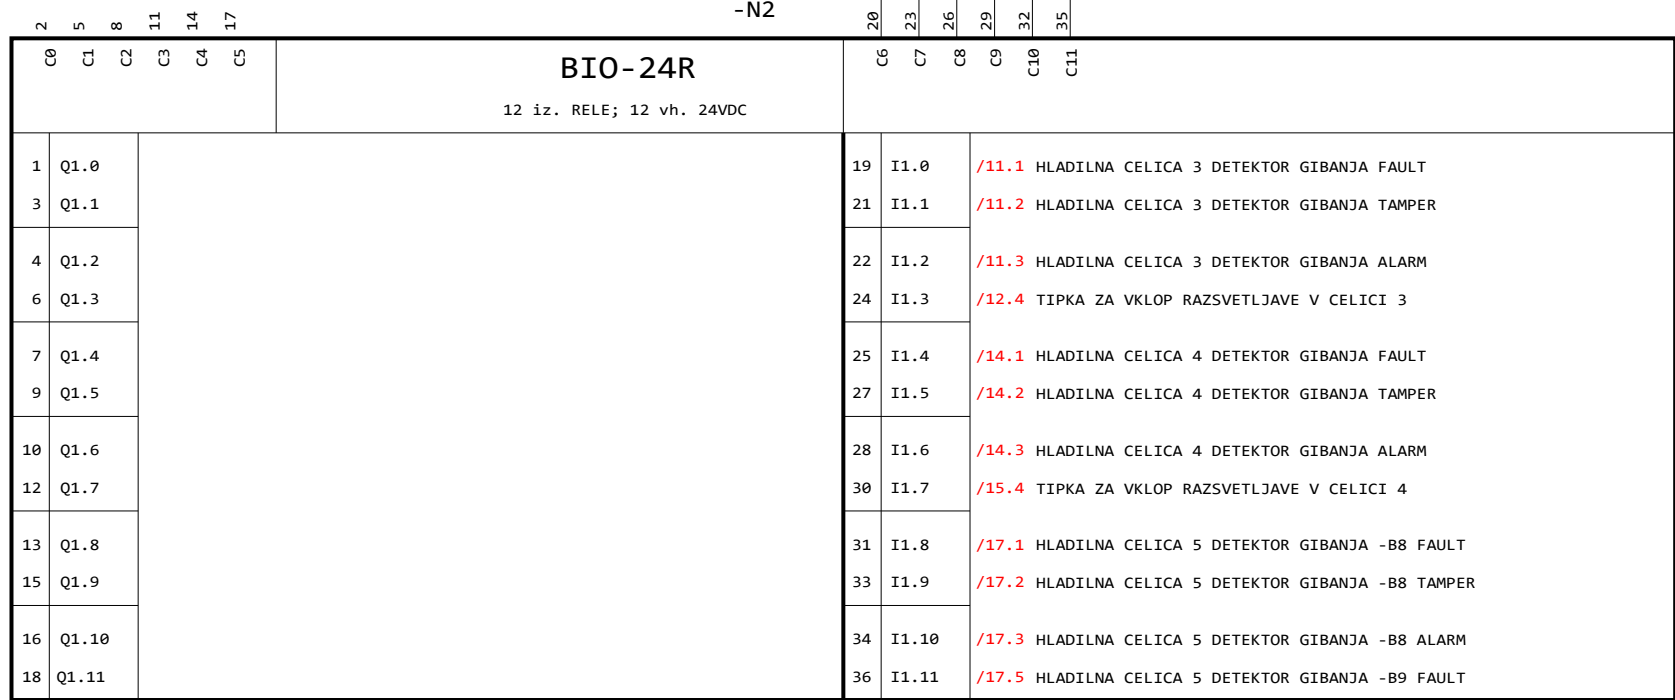 -N2
2 5 8 11 14 17 20 23 26 29 32 35
C0 C1 C2 C3 C4 C5 C6 C7 C8 C9 C10 C11
BIO-24R
12 iz. RELE; 12 vh. 24VDC
1 Q1.0 19 I1.0 /11.1 HLADILNA CELICA 3 DETEKTOR GIBANJA FAULT
3 Q1.1 21 I1.1 /11.2 HLADILNA CELICA 3 DETEKTOR GIBANJA TAMPER
4 Q1.2 22 I1.2 /11.3 HLADILNA CELICA 3 DETEKTOR GIBANJA ALARM
6 Q1.3 24 I1.3 /12.4 TIPKA ZA VKLOP RAZSVETLJAVE V CELICI 3
7 Q1.4 25 I1.4 /14.1 HLADILNA CELICA 4 DETEKTOR GIBANJA FAULT
9 Q1.5 27 I1.5 /14.2 HLADILNA CELICA 4 DETEKTOR GIBANJA TAMPER
10 Q1.6 28 I1.6 /14.3 HLADILNA CELICA 4 DETEKTOR GIBANJA ALARM
12 Q1.7 30 I1.7 /15.4 TIPKA ZA VKLOP RAZSVETLJAVE V CELICI 4
13 Q1.8 31 I1.8 /17.1 HLADILNA CELICA 5 DETEKTOR GIBANJA -B8 FAULT
15 Q1.9 33 I1.9 /17.2 HLADILNA CELICA 5 DETEKTOR GIBANJA -B8 TAMPER
16 Q1.10 34 I1.10 /17.3 HLADILNA CELICA 5 DETEKTOR GIBANJA -B8 ALARM
18 Q1.11 36 I1.11 /17.5 HLADILNA CELICA 5 DETEKTOR GIBANJA -B9 FAULT